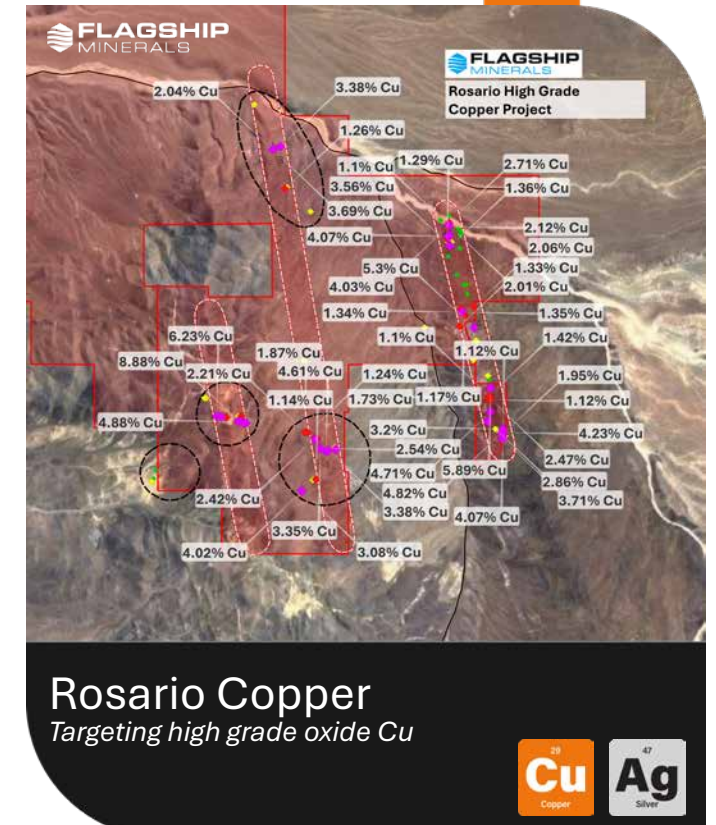 FLAGSHIP
MINERALS
FLAGSHIP
MINERALS
Rosario High Grade
Copper Project
2.04% Cu
3.38% Cu
1.26% Cu
1.1% Cu
1.29% Cu
2.71% Cu
3.56% Cu
1.36% Cu
3.69% Cu
4.07% Cu
2.12% Cu
2.06% Cu
5.3% Cu
1.33% Cu
4.03% Cu
2.01% Cu
1.34% Cu
1.35% Cu
6.23% Cu
1.1% Cu
1.42% Cu
8.88% Cu
1.87% Cu
1.12% Cu
2.21% Cu
4.61% Cu
1.24% Cu
1.95% Cu
1.14% Cu
1.73% Cu
1.17% Cu
1.12% Cu
4.88% Cu
3.2% Cu
4.23% Cu
2.54% Cu
2.47% Cu
4.71% Cu
5.89% Cu
2.86% Cu
2.42% Cu
4.82% Cu
3.71% Cu
3.38% Cu
4.07% Cu
3.35% Cu
4.02% Cu
3.08% Cu
Rosario Copper
Targeting high grade oxide Cu
29
Cu
Copper
47
Ag
Silver